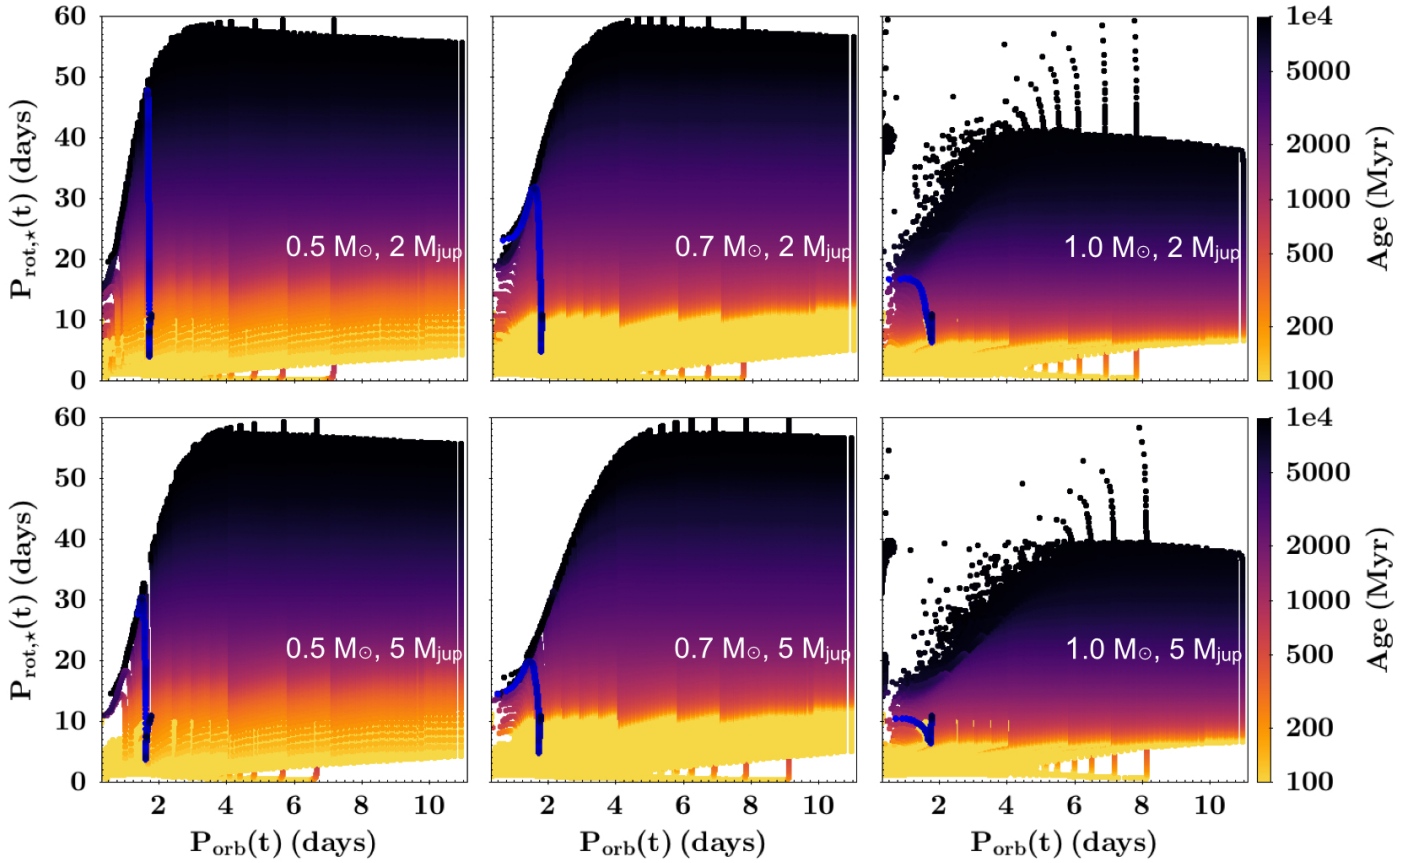 60
50
40
30
20
10
0
P_rot,⋆(t) (days)
0.5 M☉, 2 M_jup
0.7 M☉, 2 M_jup
1.0 M☉, 2 M_jup
1e4
5000
2000
1000
500
200
100
Age (Myr)
60
50
40
30
20
10
0
P_rot,⋆(t) (days)
0.5 M☉, 5 M_jup
0.7 M☉, 5 M_jup
1.0 M☉, 5 M_jup
1e4
5000
2000
1000
500
200
100
Age (Myr)
2 4 6 8 10
2 4 6 8 10
2 4 6 8 10
P_orb(t) (days)
P_orb(t) (days)
P_orb(t) (days)